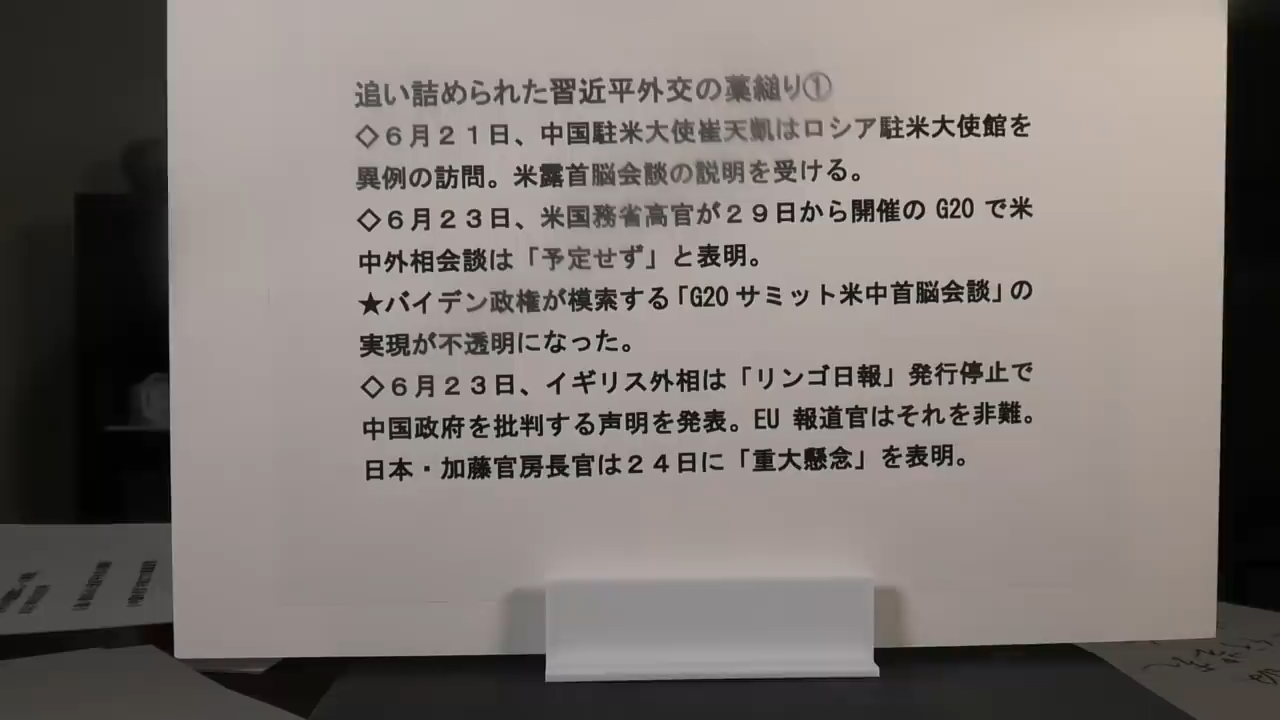 追い詰められた習近平外交の藁縋り①
◇６月２１日、中国駐米大使崔天凱はロシア駐米大使館を
異例の訪問。米露首脳会談の説明を受ける。
◇６月２３日、米国務省高官が２９日から開催の G20 で米
中外相会談は「予定せず」と表明。
★バイデン政権が模索する「G20 サミット米中首脳会談」の
実現が不透明になった。
◇６月２３日、イギリス外相は「リンゴ日報」発行停止で
中国政府を批判する声明を発表。EU 報道官はそれを非難。
日本・加藤官房長官は２４日に「重大懸念」を表明。